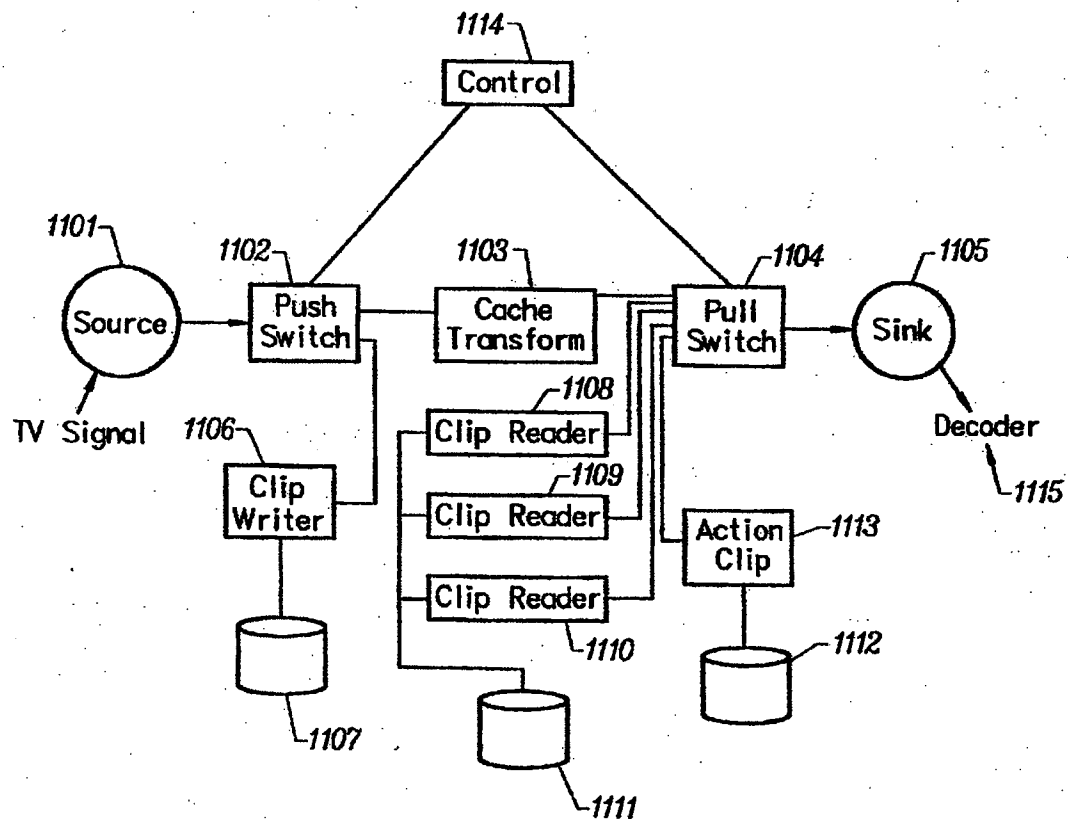 1114
Control
1101
1102
1103
1104
1105
Source
Push
Switch
Cache
Transform
Pull
Switch
Sink
TV Signal
1108
Clip Reader
Decoder
1106
Clip
Writer
1109
Clip Reader
1115
Action
Clip
1113
Clip Reader
1110
1112
1107
1111